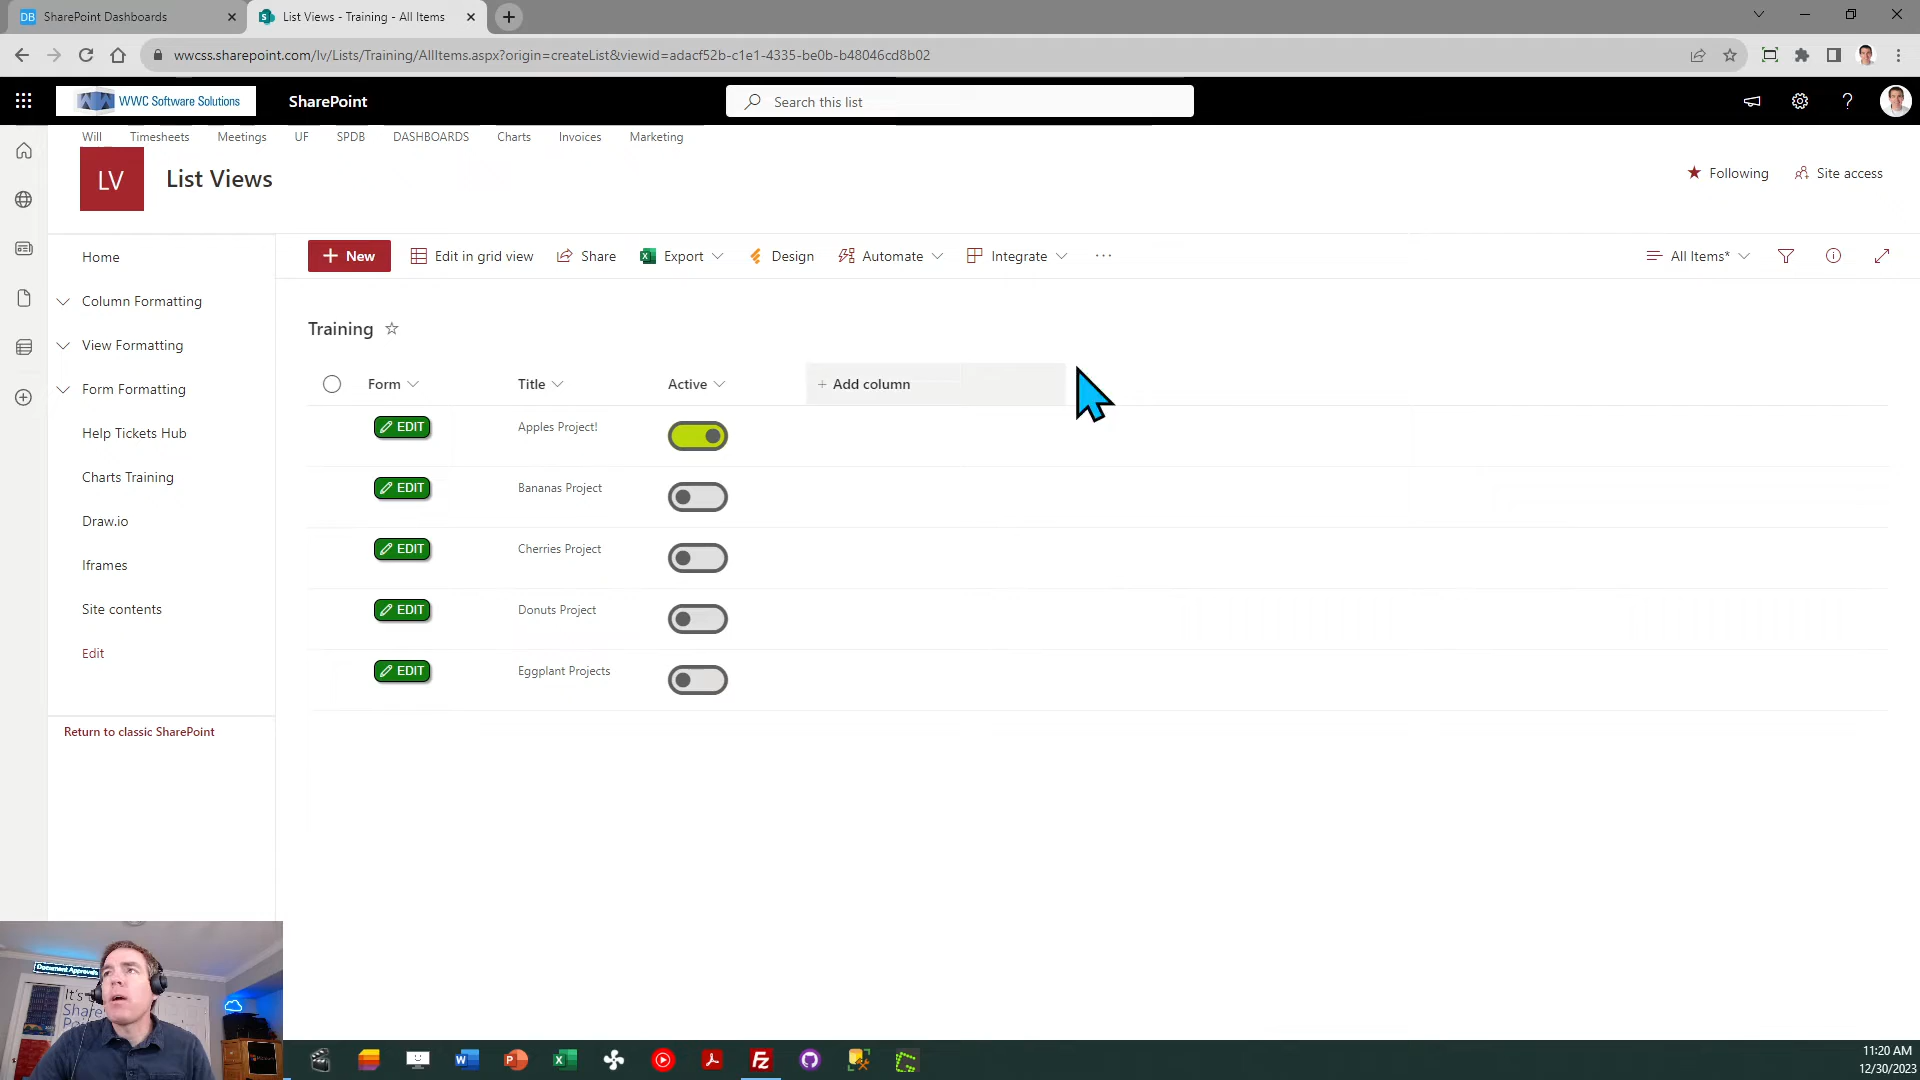 DB SharePoint Dashboards
S List Views - Training - All Items
wwcss.sharepoint.com/lv/Lists/Training/AllItems.aspx?origin=createList&viewid=adacf52b-c1e1-4335-be0b-b48046cd8b02
WWC Software Solutions
SharePoint
Search this list
Will Timesheets Meetings UF SPDB DASHBOARDS Charts Invoices Marketing
LV List Views
Following Site access
Home
Column Formatting
View Formatting
Form Formatting
Help Tickets Hub
Charts Training
Draw.io
Iframes
Site contents
Edit
Return to classic SharePoint
+ New Edit in grid view Share Export Design Automate Integrate ...
All Items*
Training
Form Title Active + Add column
EDIT Apples Project!
EDIT Bananas Project
EDIT Cherries Project
EDIT Donuts Project
EDIT Eggplant Projects
Document Approvals
It's
Share
11:20 AM
12/30/2023